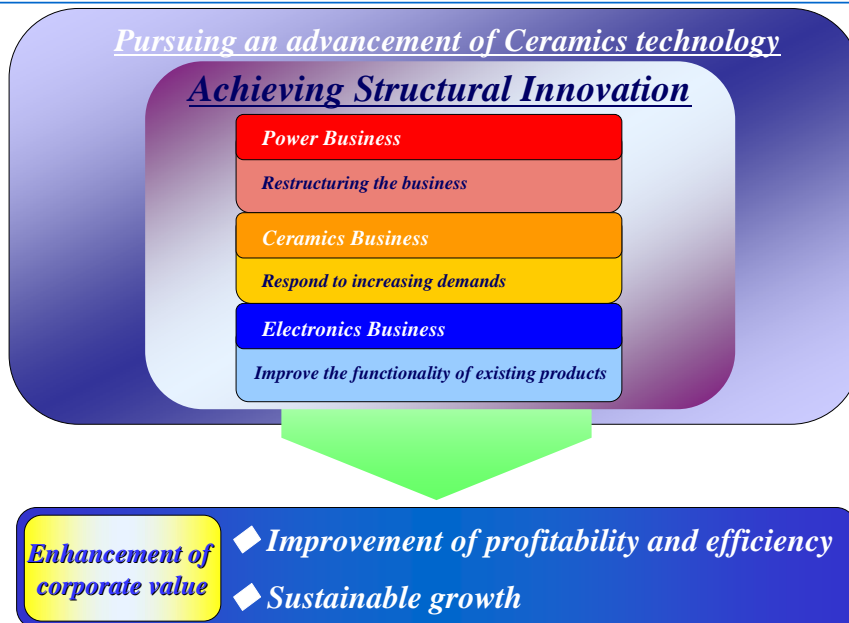 Pursuing an advancement of Ceramics technology
Achieving Structural Innovation
Power Business
Restructuring the business
Ceramics Business
Respond to increasing demands
Electronics Business
Improve the functionality of existing products
Enhancement of
corporate value
◆ Improvement of profitability and efficiency
◆ Sustainable growth